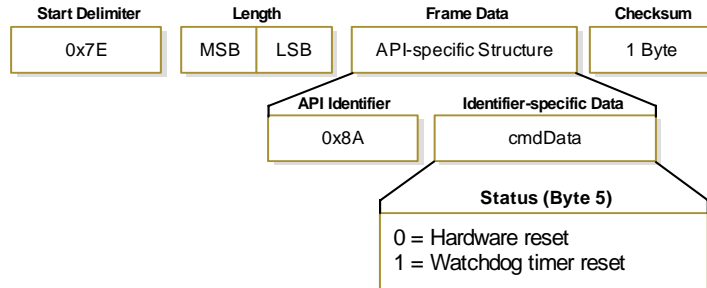 Start Delimiter Length Frame Data Checksum
0x7E MSB LSB API-specific Structure 1 Byte
API Identifier Identifier-specific Data
0x8A cmdData
Status (Byte 5)
0 = Hardware reset
1 = Watchdog timer reset